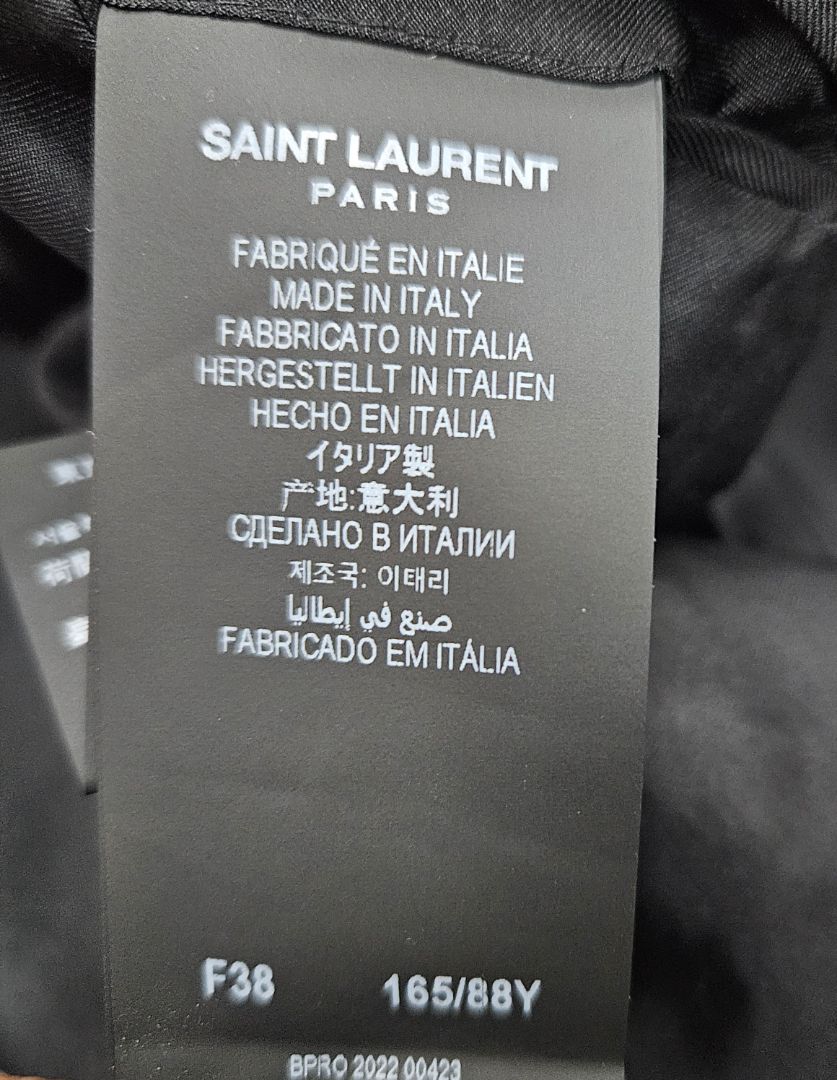 SAINT LAURENT
PARIS
FABRIQUÉ EN ITALIE
MADE IN ITALY
FABBRICATO IN ITALIA
HERGESTELLT IN ITALIEN
HECHO EN ITALIA
イタリア製
产地:意大利
СДЕЛАНО В ИТАЛИИ
제조국: 이태리
صنع في إيطاليا
FABRICADO EM ITÁLIA
F38 165/88Y
BPRO 2022 00423